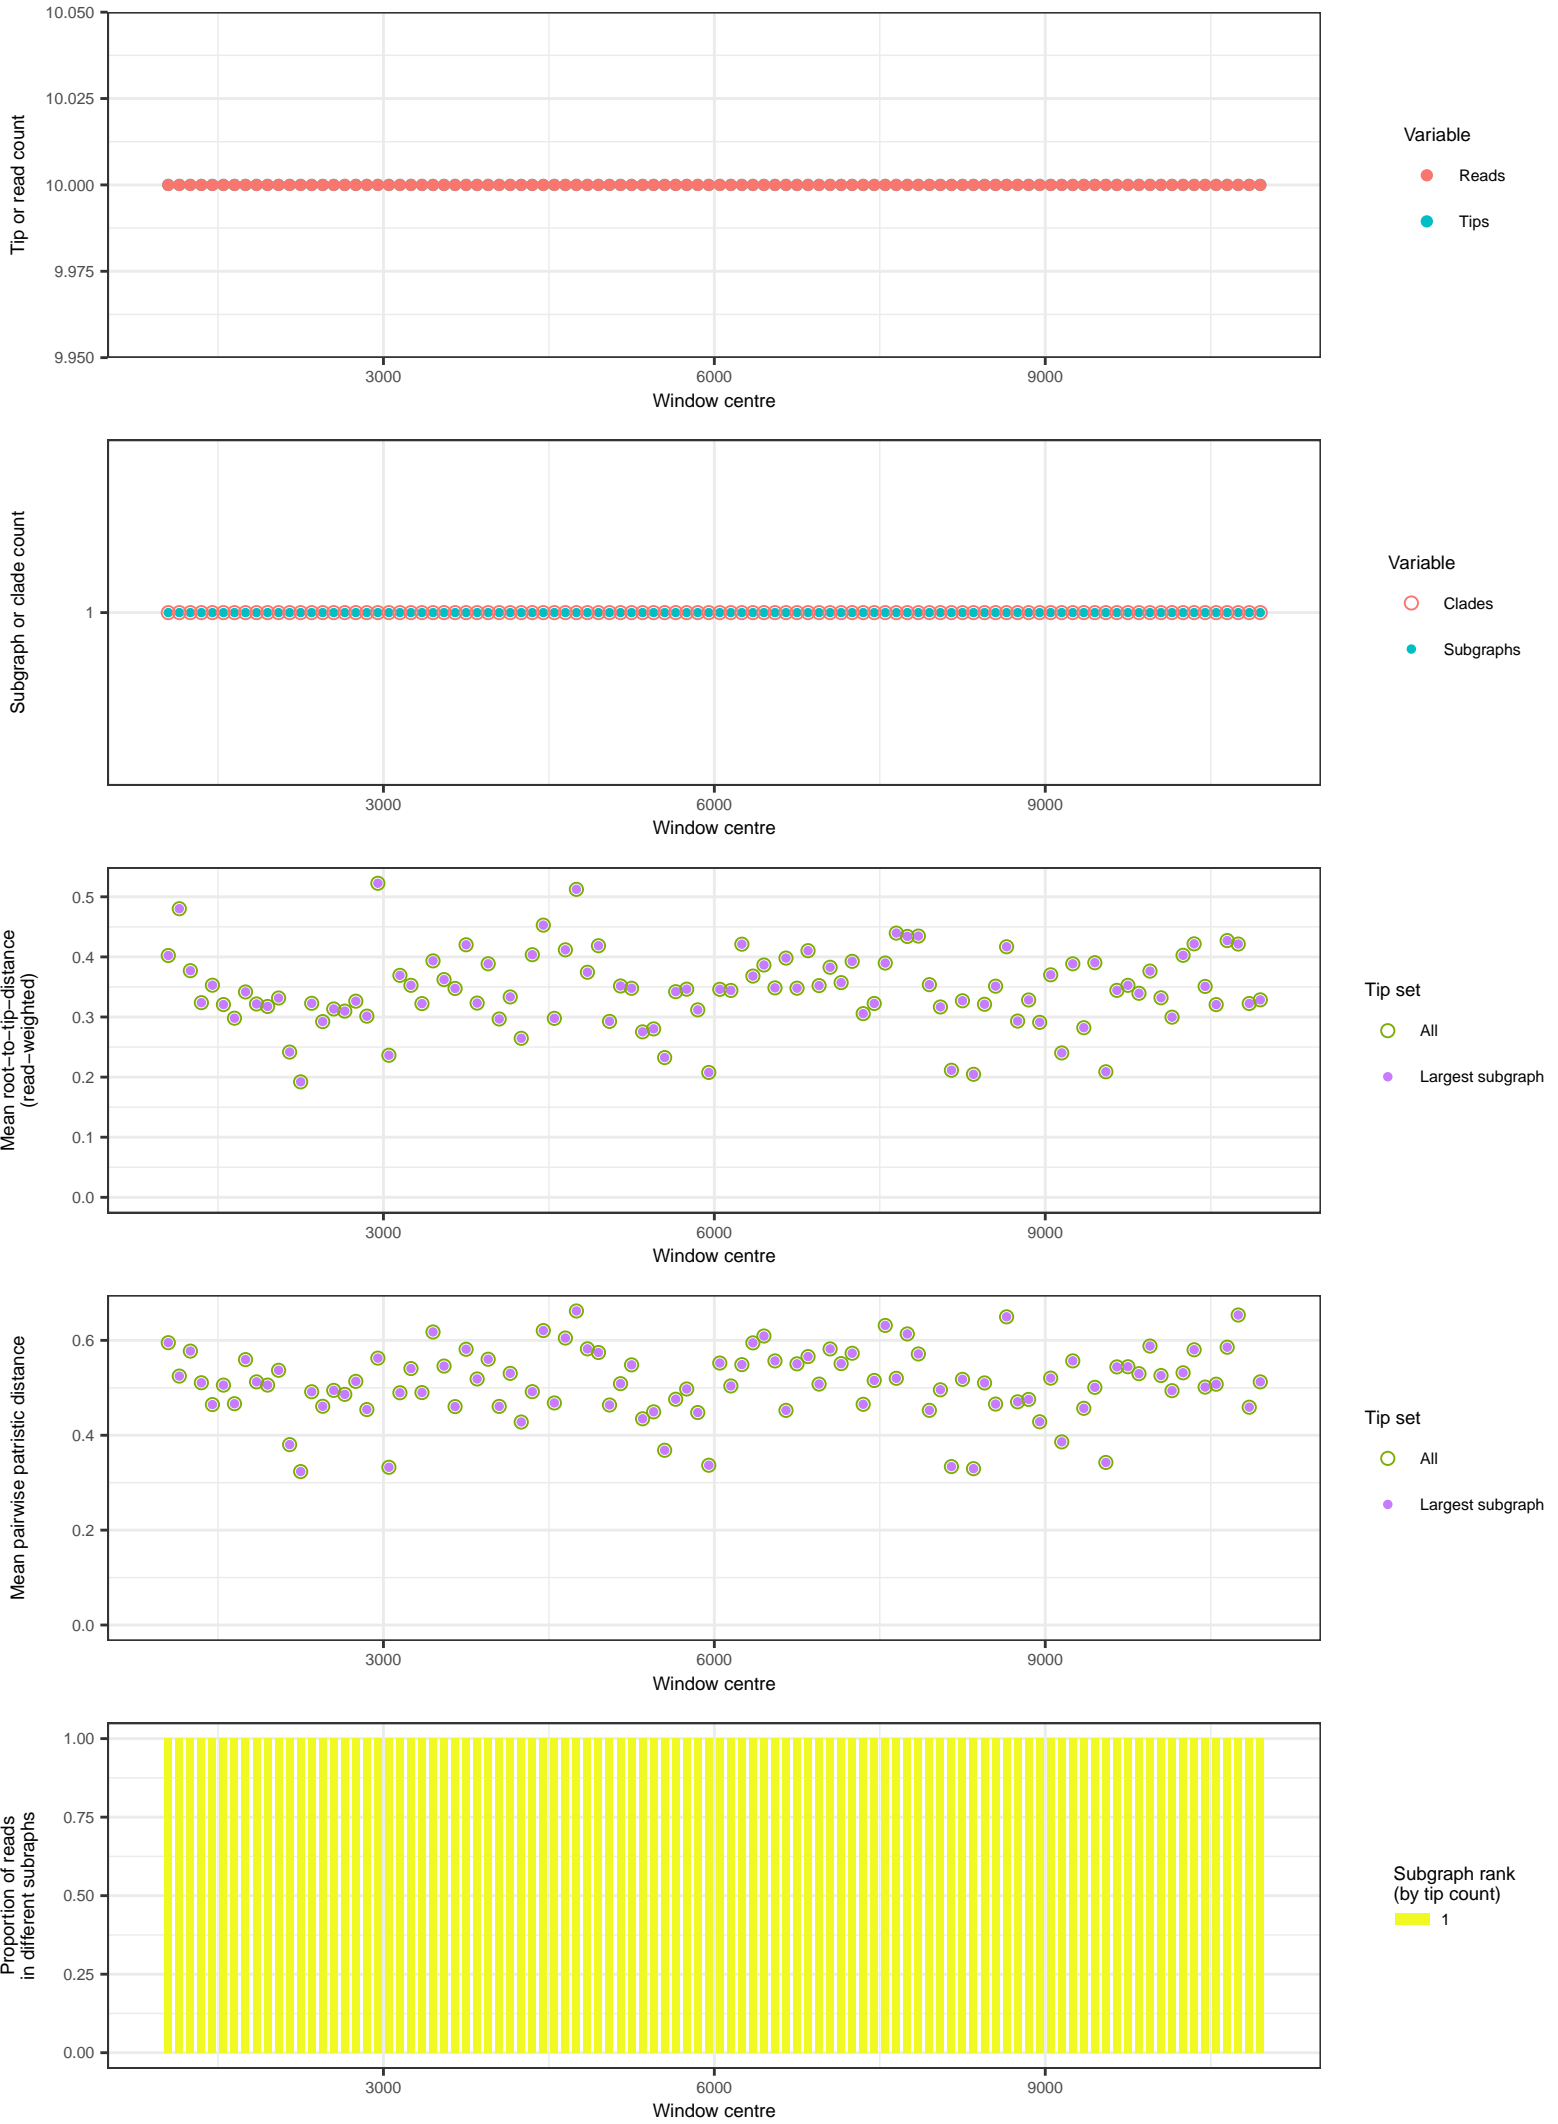 10.050
10.025
10.000
9.975
9.950
Tip or read count
3000
6000
9000
Window centre
Variable
Reads
Tips
1
Subgraph or clade count
3000
6000
9000
Window centre
Variable
Clades
Subgraphs
0.5
0.4
0.3
0.2
0.1
0.0
Mean root−to−tip−distance
(read−weighted)
3000
6000
9000
Window centre
Tip set
All
Largest subgraph
0.6
0.4
0.2
0.0
Mean pairwise patristic distance
3000
6000
9000
Window centre
Tip set
All
Largest subgraph
1.00
0.75
0.50
0.25
0.00
Proportion of reads
in different subraphs
3000
6000
9000
Window centre
Subgraph rank
(by tip count)
1